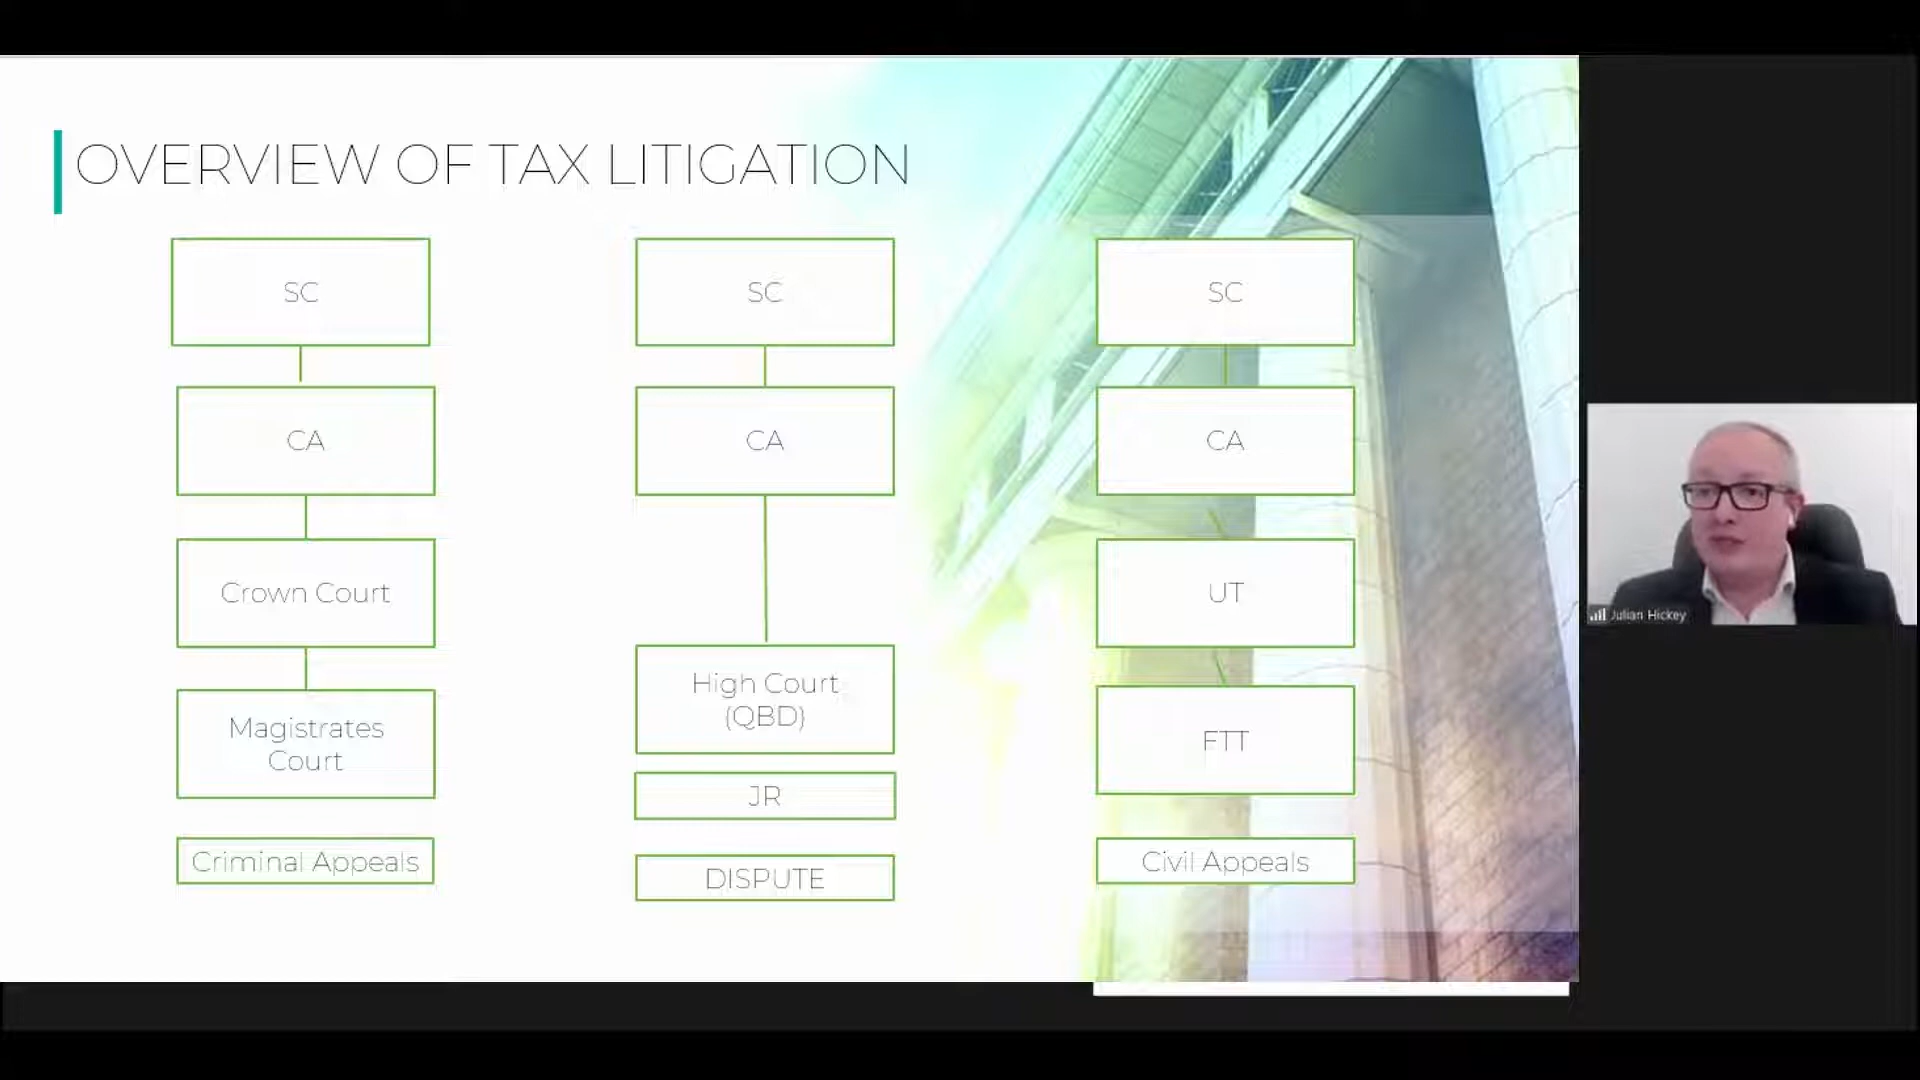 OVERVIEW OF TAX LITIGATION
SC
CA
Crown Court
Magistrates
Court
Criminal Appeals
SC
CA
High Court
(QBD)
JR
DISPUTE
SC
CA
UT
FTT
Civil Appeals
Julian Hickey